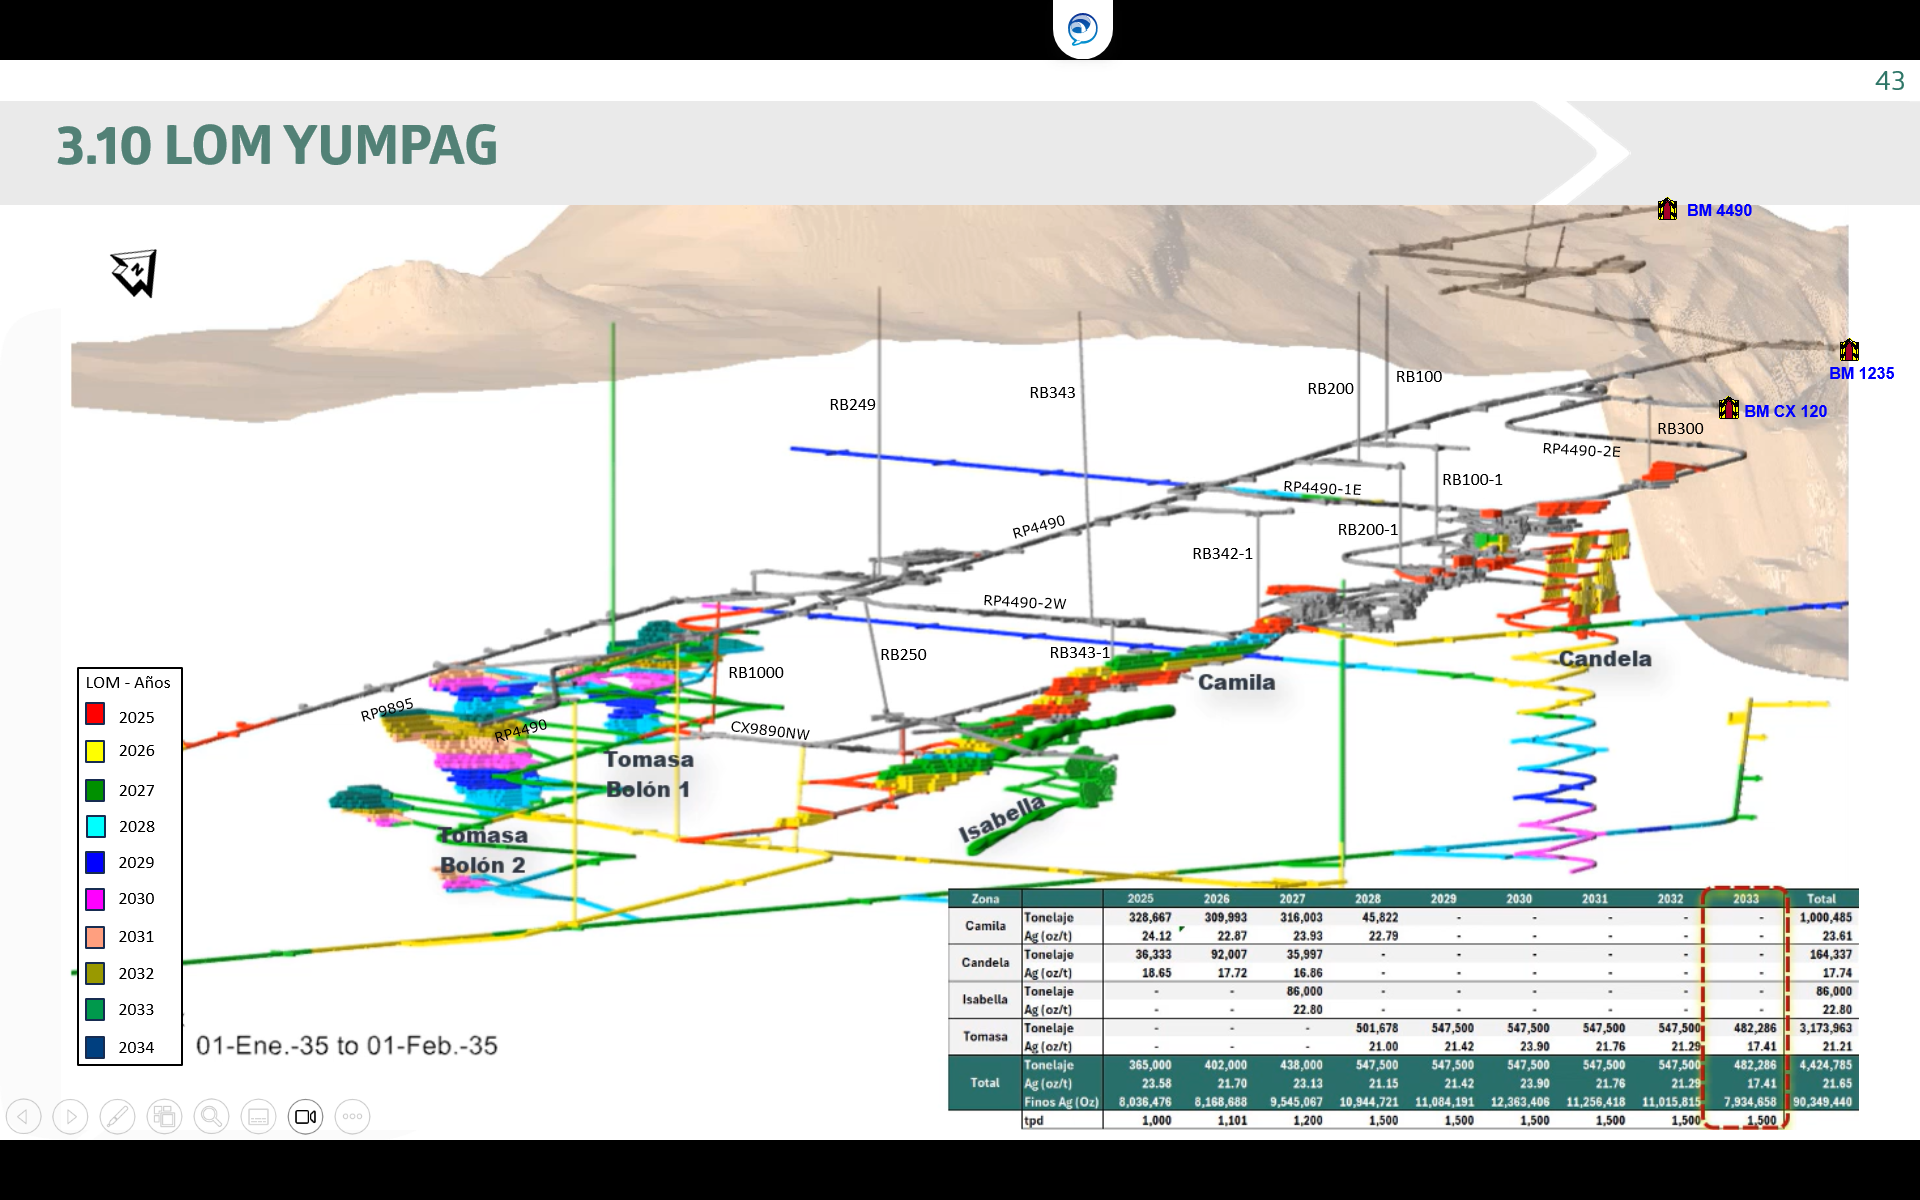 43
3.10 LOM YUMPAG
BM 4490
BM 1235
BM CX 120
RB249
RB343
RB200
RB100
RB300
RP4490-2E
RB100-1
RP4490-1E
RP4490
RB200-1
RB342-1
RP4490-2W
RB250
RB343-1
RB1000
Candela
Camila
RP9895
RP4490
CX9890NW
Tomasa
Bolón 1
Isabella
Tomasa
Bolón 2
LOM - Años
2025
2026
2027
2028
2029
2030
2031
2032
2033
2034
01-Ene.-35 to 01-Feb.-35
Zona 2025 2026 2027 2028 2029 2030 2031 2032 2033 Total
Camila Tonelaje 328,667 309,993 316,003 45,822 - - - - - 1,000,485
Ag (oz/t) 24.12 22.87 23.93 22.79 - - - - - 23.61
Candela Tonelaje 36,333 92,007 35,997 - - - - - - 164,337
Ag (oz/t) 18.65 17.72 16.86 - - - - - - 17.74
Isabella Tonelaje - - 86,000 - - - - - - 86,000
Ag (oz/t) - - 22.80 - - - - - - 22.80
Tomasa Tonelaje - - - 501,678 547,500 547,500 547,500 547,500 482,286 3,173,963
Ag (oz/t) - - - 21.00 21.42 23.90 21.76 21.29 17.41 21.21
Total Tonelaje 365,000 402,000 438,000 547,500 547,500 547,500 547,500 547,500 482,286 4,424,785
Ag (oz/t) 23.58 21.70 23.13 21.15 21.42 23.90 21.76 21.29 17.41 21.65
Finos Ag (Oz) 8,036,476 8,168,688 9,545,067 10,944,721 11,084,191 12,363,406 11,256,418 11,015,815 7,934,658 90,349,440
tpd 1,000 1,101 1,200 1,500 1,500 1,500 1,500 1,500 1,500